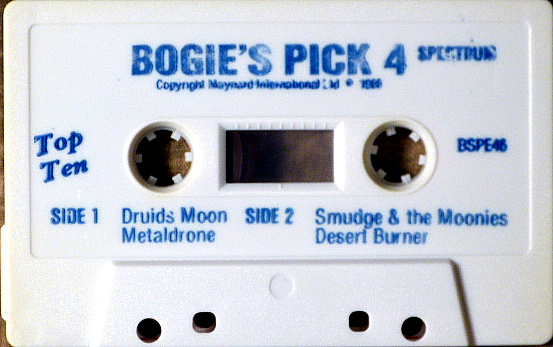 BOGIE'S PICK 4 SPECTRUM
Copyright Maynard International Ltd ©
Top
Ten
BSPE46
SIDE 1 Druids Moon
Metaldrone
SIDE 2 Smudge & the Moonies
Desert Burner